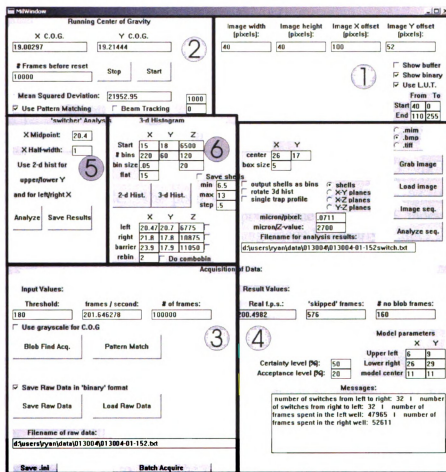 MilWindow
Running Center of Gravity
X C.O.G. Y C.O.G.
19.00297 19.21444
# Frames before reset
10000 Stop Start
Mean Squared Deviation: 21952.95 1000
Use Pattern Matching Beam Tracking 0
2
Image width (pixels): Image height (pixels): Image X offset (pixels): Image Y offset (pixels):
40 40 100 52
1
Show buffer
Show binary
Use L.U.T.
From To
Start 40 0
End 110 255
'switcher' Analysis
X Midpoint: 20.4
X Half-width: 1
5
Use 2-d hist for
upper/lower Y
and for left/right X
Analyze Save Results
3-d Histogram
X Y Z
6
Start 15 18 6500
# bins 220 60 120
bin size .05 20
flat 15
Save shells
min 6.5
max 13
step .5
2-d Hist. 3-d Hist.
X Y Z
left 20.47 20.7 6775
right 21.8 17.8 10875
barrier 23.9 17.9 11050
rebin 2 Do combobin
X Y
center 26 17
box size 5
output shells as bins
rotate 3d hist
single trap profile
shells
X-Y planes
X-Z planes
Y-Z planes
micron/pixel: .0711
micron/Z-value: 2700
Filename for analysis results:
d:\users\ryan\data\013004\013004-01-152switch.txt
.mim
.bmp
.tiff
Grab image
Load image
Image seq.
Analyze seq.
Acquisition of Data:
Input Values:
Threshold: frames / second: # of frames:
180 201.646278 100000
Use grayscale for C.O.G
Blob Find Acq. Pattern Match
3
Save Raw Data in 'binary' format
Save Raw Data Load Raw Data
Filename of raw data:
d:\users\ryan\data\013004\013004-01-152.txt
Save .ini Batch Acquire
Result Values:
Real f.p.s.: 'skipped' frames: # no blob frames:
200.4982 576 160
4
Model parameters
X Y
Upper left 6 9
Lower right 26 29
model center 11 11
Certainty level (%): 50
Acceptance level (%): 20
Messages:
number of switches from left to right: 32 | number
of switches from right to left: 32 | number of
frames spent in the left well: 47965 | number of
frames spent in the right well: 52611